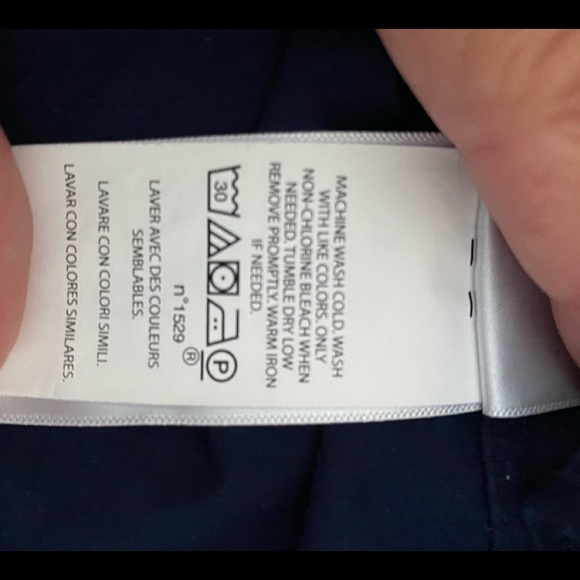 MACHINE WASH COLD, WASH
WITH LIKE COLORS. ONLY
NON-CHLORINE BLEACH WHEN
NEEDED. TUMBLE DRY LOW
REMOVE PROMPTLY. WARM IRON
IF NEEDED.
30 P
n°1529 ®
LAVER AVEC DES COULEURS
SEMBLABLES.
LAVARE CON COLORI SIMILI.
LAVAR CON COLORES SIMILARES.